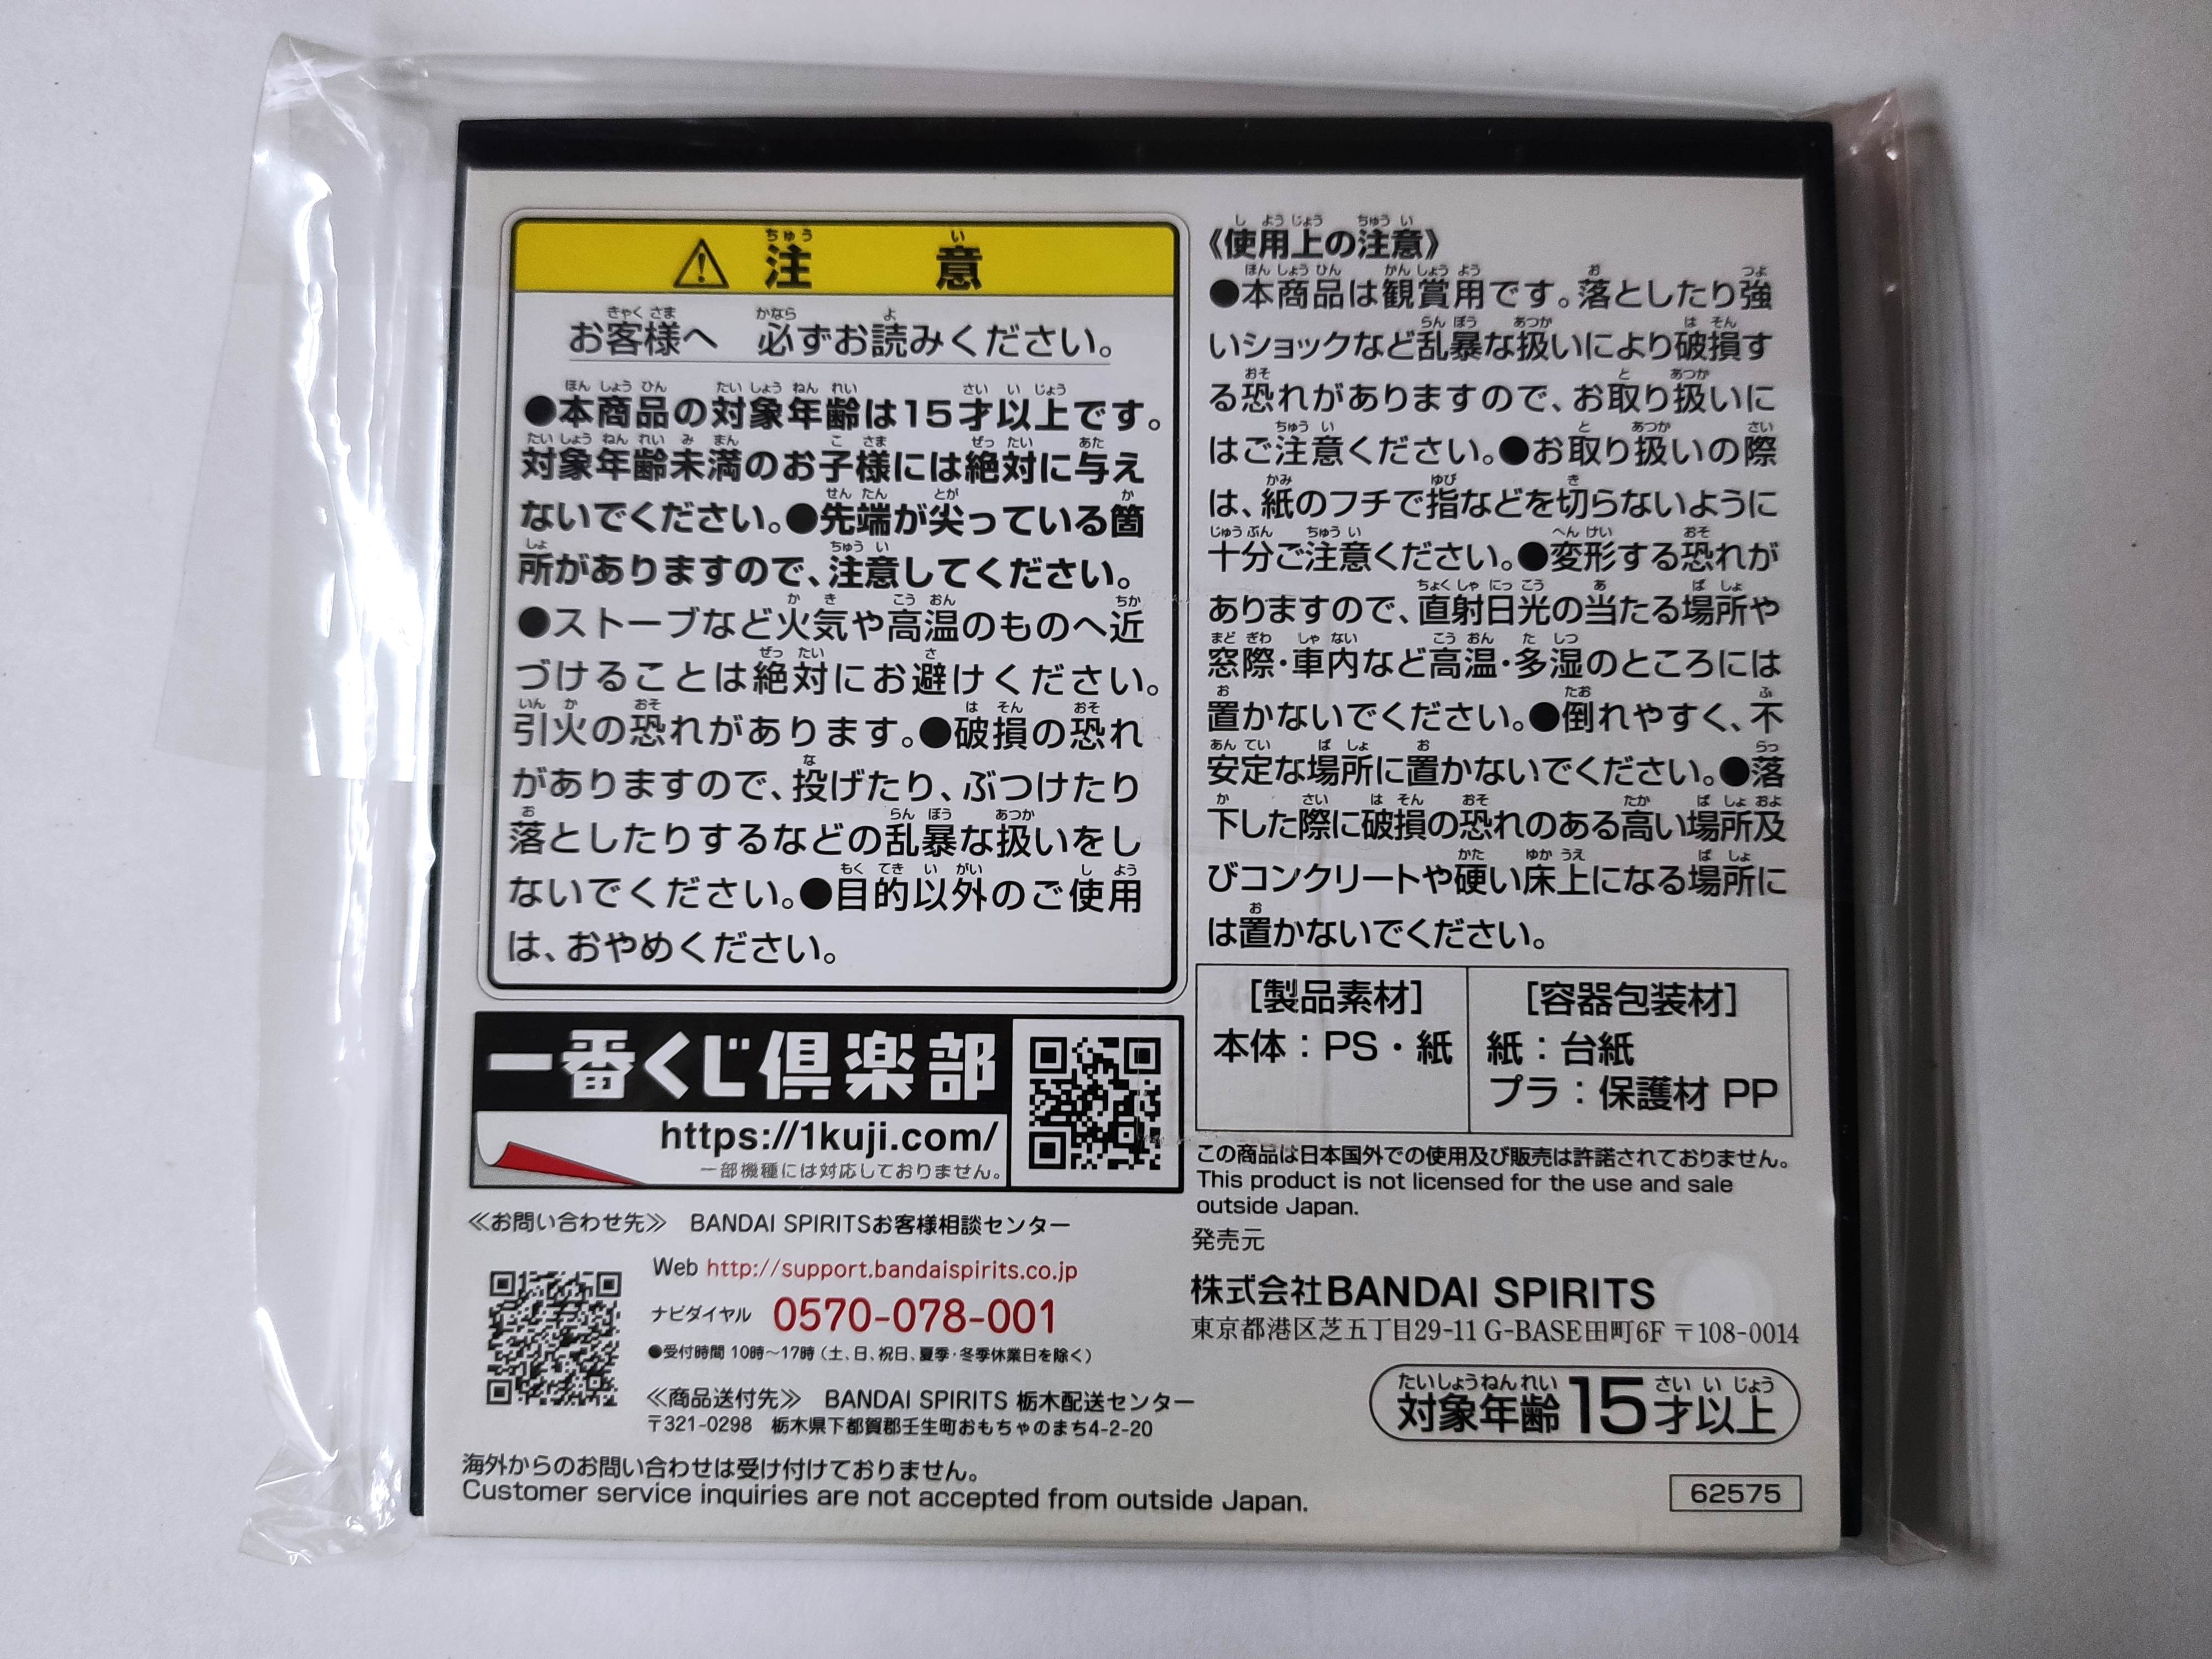 ⚠ 注意
お客様へ 必ずお読みください。
●本商品の対象年齢は15才以上です。
対象年齢未満のお子様には絶対に与え
ないでください。●先端が尖っている箇
所がありますので、注意してください。
●ストーブなど火気や高温のものへ近
づけることは絶対にお避けください。
引火の恐れがあります。●破損の恐れ
がありますので、投げたり、ぶつけたり
落としたりするなどの乱暴な扱いをし
ないでください。●目的以外のご使用
は、おやめください。
一番くじ倶楽部
https://1kuji.com/
一部機種には対応しておりません。
≪お問い合わせ先≫ BANDAI SPIRITSお客様相談センター
Web http://support.bandaispirits.co.jp
ナビダイヤル 0570-078-001
●受付時間 10時～17時（土、日、祝日、夏季・冬季休業日を除く）
≪商品送付先≫ BANDAI SPIRITS 栃木配送センター
〒321-0298 栃木県下都賀郡壬生町おもちゃのまち4-2-20
海外からのお問い合わせは受け付けておりません。
Customer service inquiries are not accepted from outside Japan.
《使用上の注意》
●本商品は観賞用です。落としたり強
いショックなど乱暴な扱いにより破損す
る恐れがありますので、お取り扱いに
はご注意ください。●お取り扱いの際
は、紙のフチで指などを切らないように
十分ご注意ください。●変形する恐れが
ありますので、直射日光の当たる場所や
窓際・車内など高温・多湿のところには
置かないでください。●倒れやすく、不
安定な場所に置かないでください。●落
下した際に破損の恐れのある高い場所及
びコンクリートや硬い床上になる場所に
は置かないでください。
［製品素材］
本体：PS・紙
［容器包装材］
紙：台紙
プラ：保護材 PP
この商品は日本国外での使用及び販売は許諾されておりません。
This product is not licensed for the use and sale
outside Japan.
発売元
株式会社BANDAI SPIRITS
東京都港区芝五丁目29-11 G-BASE田町6F 〒108-0014
対象年齢15才以上
62575